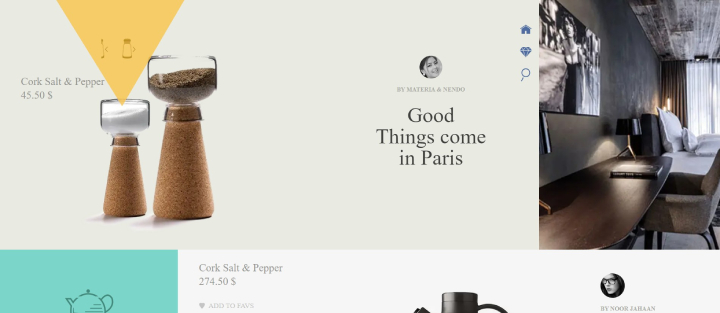 Cork Salt & Pepper
45.50 $
BY MATERIA & NENDO
Good
Things come
in Paris
Cork Salt & Pepper
274.50 $
ADD TO FAVS
BY NOOR JAHAAN